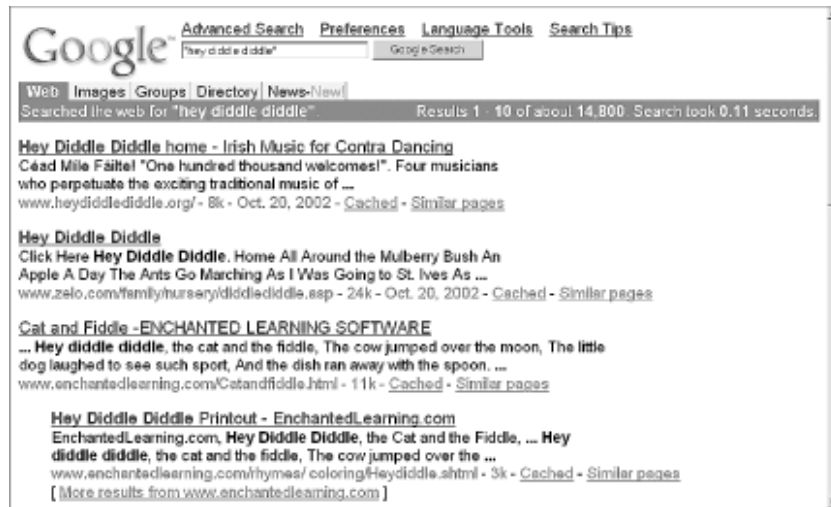 Advanced Search Preferences Language Tools Search Tips
Google™
"hey diddle diddle" Google Search
Web Images Groups Directory News-New!
Searched the web for "hey diddle diddle". Results 1 - 10 of about 14,800. Search took 0.11 seconds.
Hey Diddle Diddle home - Irish Music for Contra Dancing
Céad Míle Fáilte! "One hundred thousand welcomes!". Four musicians
who perpetuate the exciting traditional music of ...
www.heydiddlediddle.org/ - 8k - Oct. 20, 2002 - Cached - Similar pages
Hey Diddle Diddle
Click Here Hey Diddle Diddle. Home All Around the Mulberry Bush An
Apple A Day The Ants Go Marching As I Was Going to St. Ives As ....
www.zelo.com/family/nursery/diddlediddle.asp - 24k - Oct. 20, 2002 - Cached - Similar pages
Cat and Fiddle -ENCHANTED LEARNING SOFTWARE
... Hey diddle diddle, the cat and the fiddle, The cow jumped over the moon, The little
dog laughed to see such sport, And the dish ran away with the spoon. ...
www.enchantedlearning.com/Catandfiddle.html - 11k - Cached - Similar pages
Hey Diddle Diddle Printout - EnchantedLearning.com
EnchantedLearning.com, Hey Diddle Diddle, the Cat and the Fiddle, ... Hey
diddle diddle, the cat and the fiddle, The cow jumped over the ...
www.enchantedlearning.com/rhymes/ coloring/Heydiddle.shtml - 3k - Cached - Similar pages
[ More results from www.enchantedlearning.com ]